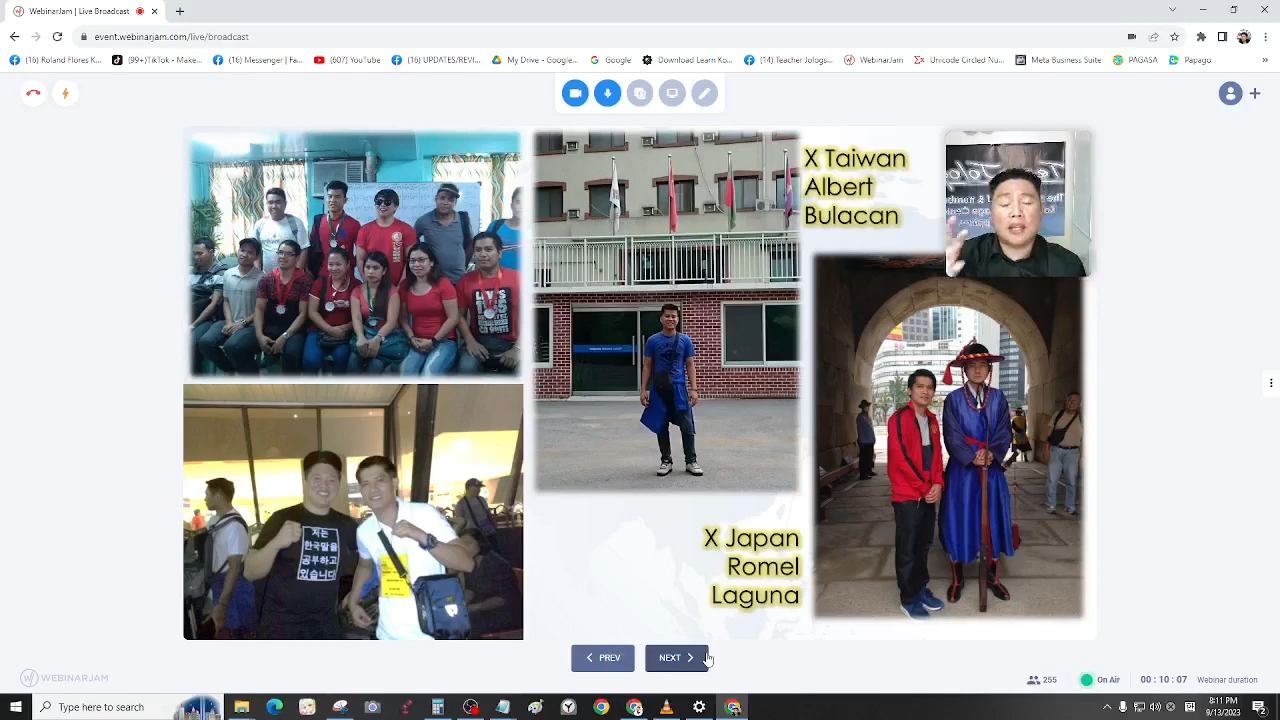 WebinarJam | Live Broadcast
event.webinarjam.com/live/broadcast
(16) Roland Flores K...
(99+)TikTok - Make...
(16) Messenger | Fa...
(607) YouTube
(16) UPDATES/REVI...
My Drive - Google...
Google
Download Learn Ko...
(14) Teacher Jologs...
WebinarJam
Unicode Circled Nu...
Meta Business Suite
PAGASA
Papago
»
X Taiwan
Albert
Bulacan
저는
한국말을
공부하고
있습니다
X Japan
Romel
Laguna
PREV
NEXT
WEBINARJAM
255
On Air
00 : 10 : 07
Webinar duration
Type here to search
8:11 PM
9/13/2023